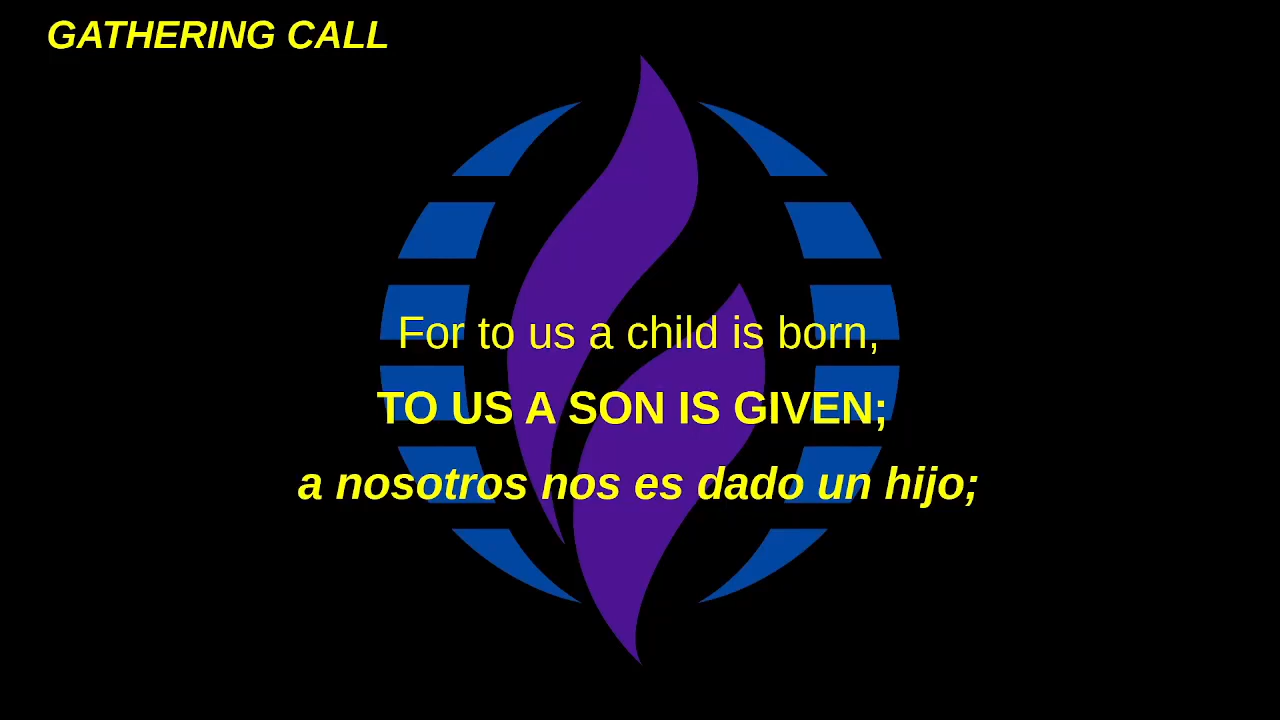 GATHERING CALL
For to us a child is born,
TO US A SON IS GIVEN;
a nosotros nos es dado un hijo;